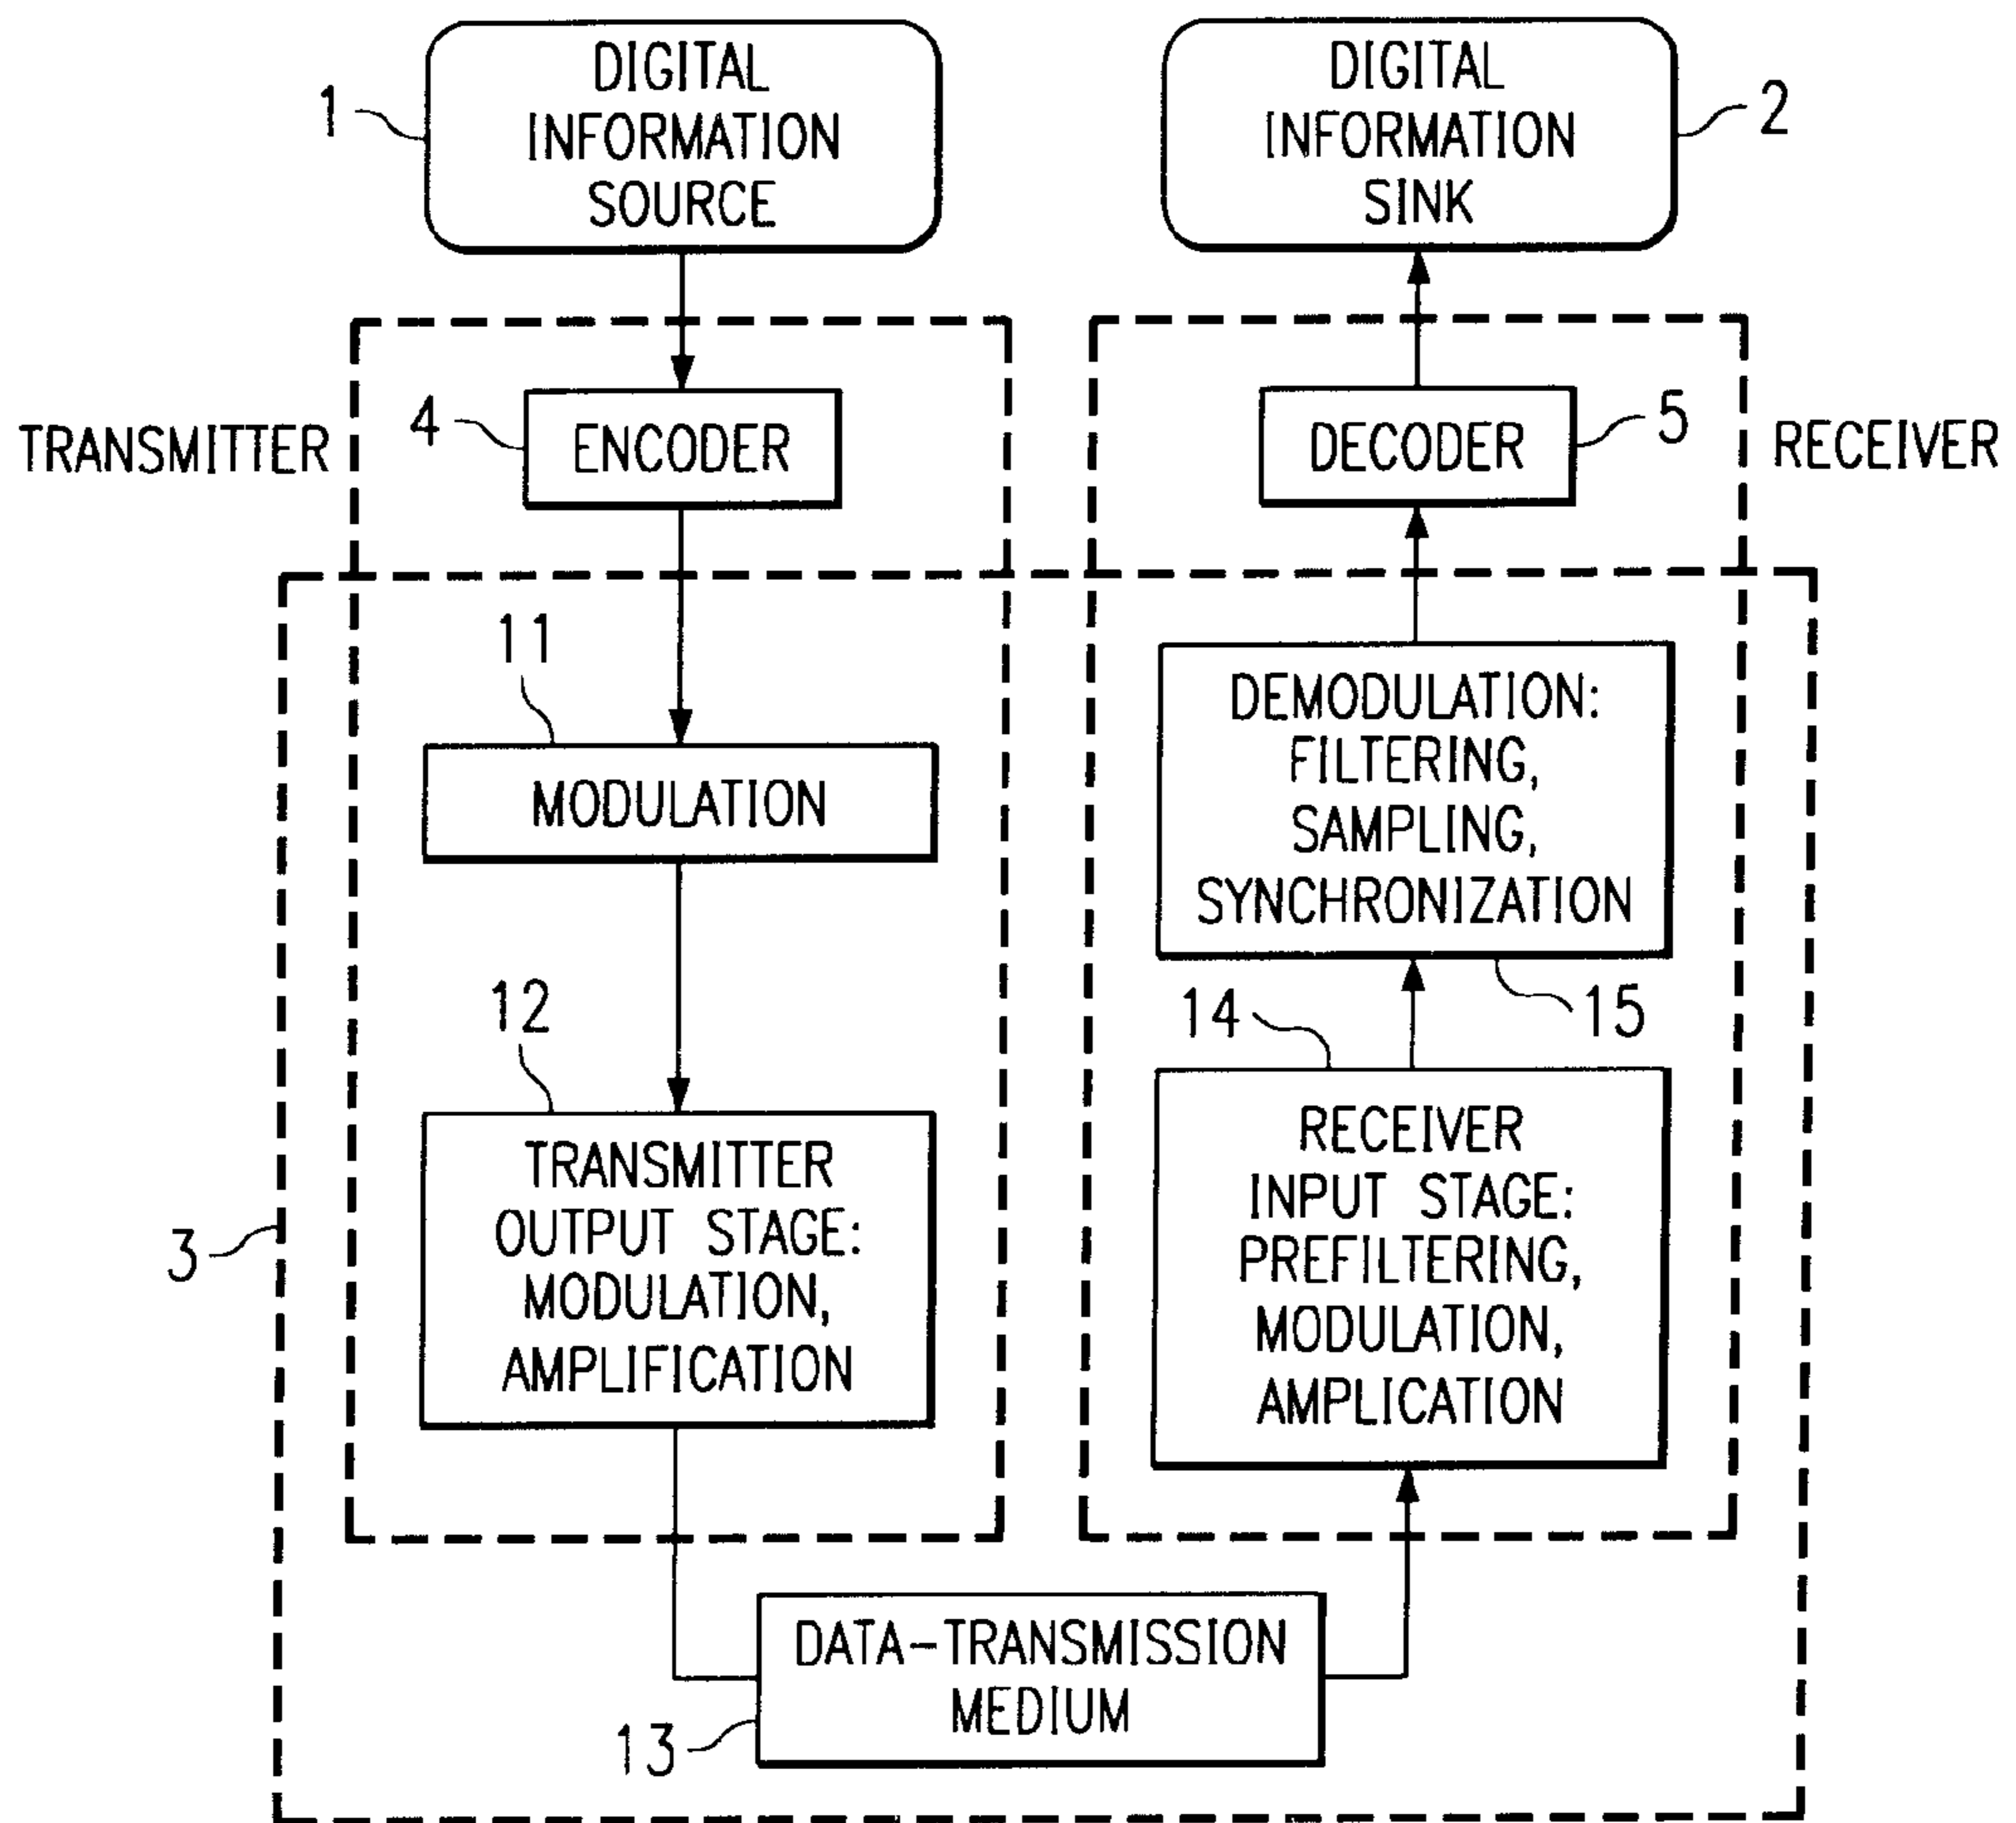 DIGITAL
INFORMATION
SOURCE
1
DIGITAL
INFORMATION
SINK
2
TRANSMITTER
4
ENCODER
DECODER
5
RECEIVER
11
MODULATION
DEMODULATION:
FILTERING,
SAMPLING,
SYNCHRONIZATION
12
14
15
TRANSMITTER
OUTPUT STAGE:
MODULATION,
AMPLIFICATION
RECEIVER
INPUT STAGE:
PREFILTERING,
MODULATION,
AMPLICATION
3
DATA-TRANSMISSION
MEDIUM
13